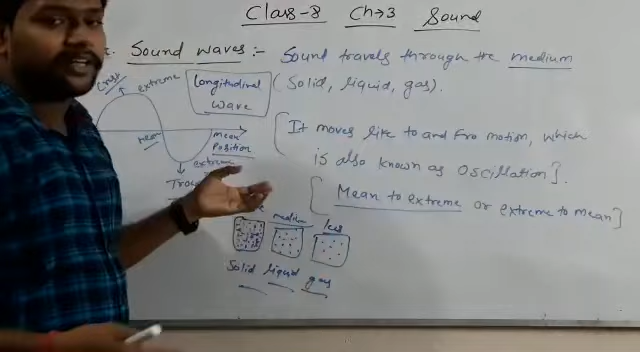 Class-8 Ch→3 Sound
Sound waves:- Sound travels through the medium
(Solid, liquid, gas).
Longitudinal
wave
Crest
extreme
mean
mean
Position
extreme
[It moves like to and Fro motion, which
is also known as Oscillation].
[Mean to extreme or extreme to mean]
medium less
Solid liquid gas